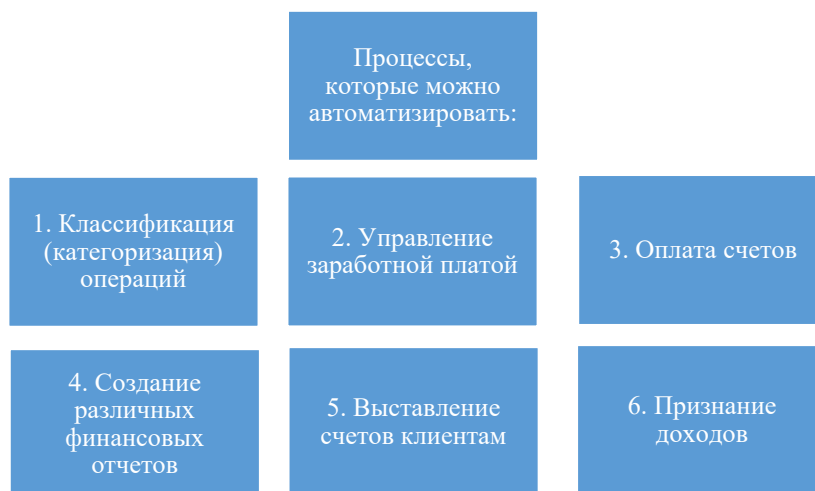 Процессы,
которые можно
автоматизировать:
1. Классификация
(категоризация)
операций
2. Управление
заработной платой
3. Оплата счетов
4. Создание
различных
финансовых
отчетов
5. Выставление
счетов клиентам
6. Признание
доходов